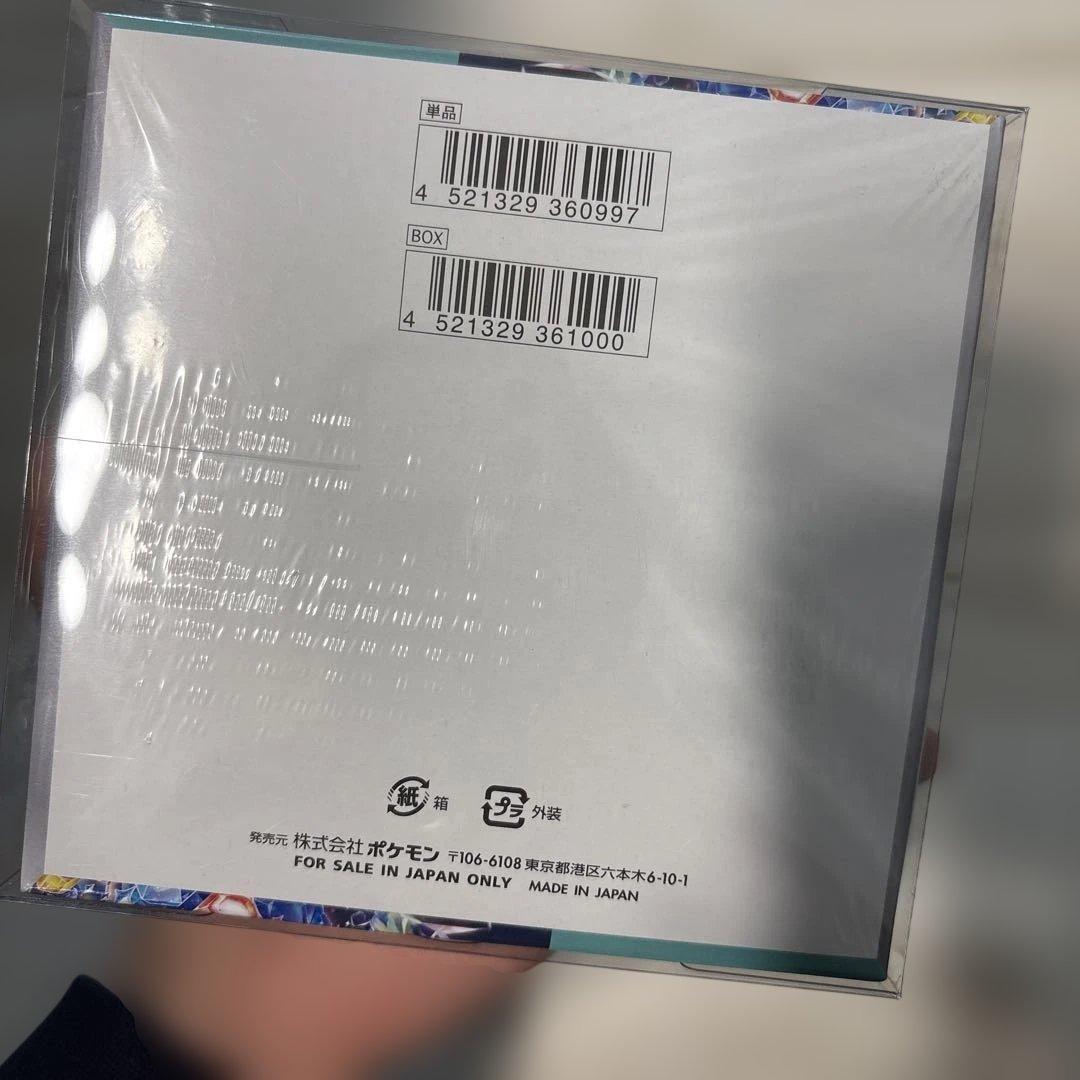 単品
4 521329 360997
BOX
4 521329 361000
紙 箱 プラ 外装
発売元 株式会社 ポケモン 〒106-6108 東京都港区六本木6-10-1
FOR SALE IN JAPAN ONLY MADE IN JAPAN